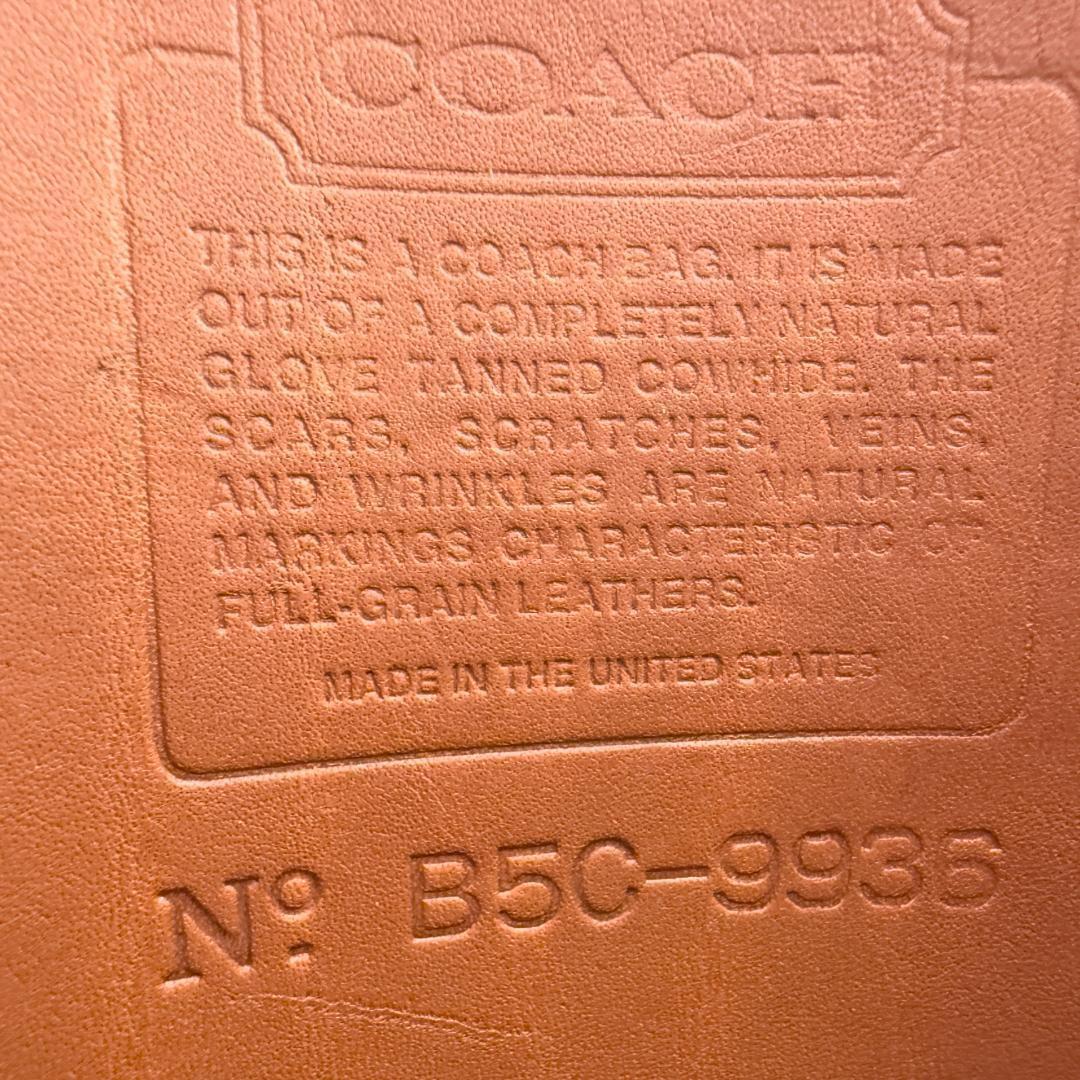 COACH
THIS IS A COACH BAG. IT IS MADE
OUT OF A COMPLETELY NATURAL
GLOVE TANNED COWHIDE. THE
SCARS, SCRATCHES, VEINS,
AND WRINKLES ARE NATURAL
MARKINGS CHARACTERISTIC OF
FULL-GRAIN LEATHERS.
MADE IN THE UNITED STATES
Nº B5C-9936